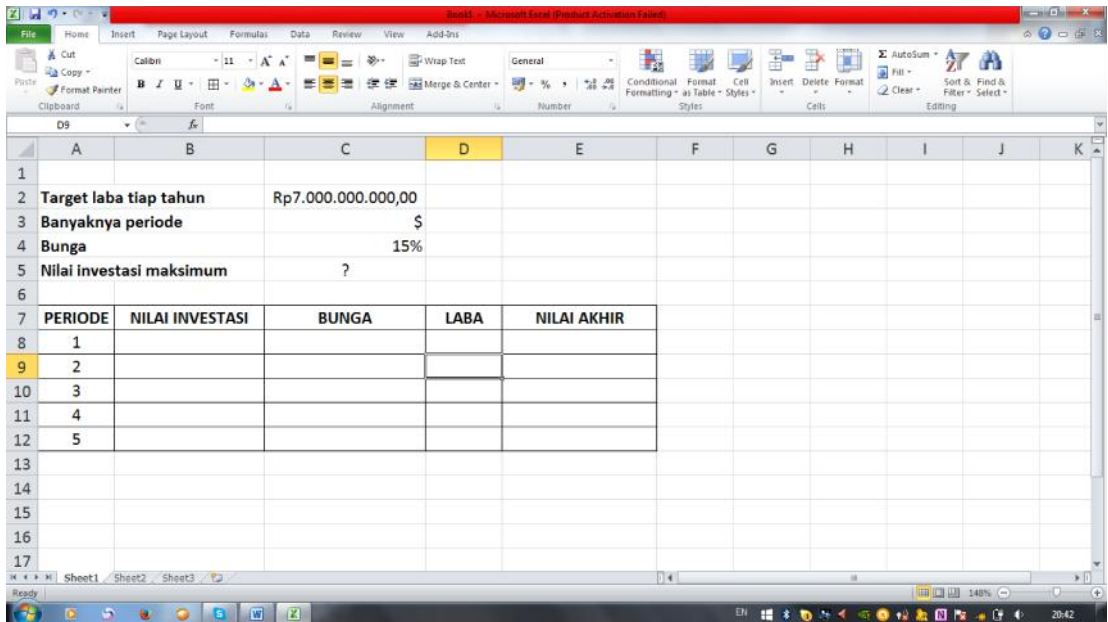 Book1 - Microsoft Excel (Product Activation Failed)
File Home Insert Page Layout Formulas Data Review View Add-Ins
Paste Cut Copy Format Painter Clipboard
Calibri 11 B I U Font
Wrap Text Merge & Center Alignment
General % , Number
Conditional Formatting Format as Table Cell Styles Styles
Insert Delete Format Cells
Σ AutoSum Fill Clear Sort & Filter Find & Select Editing
D9 fx
A B C D E F G H I J K
1
2 Target laba tiap tahun Rp7.000.000.000,00
3 Banyaknya periode $
4 Bunga 15%
5 Nilai investasi maksimum ?
6
7 PERIODE NILAI INVESTASI BUNGA LABA NILAI AKHIR
8 1
9 2
10 3
11 4
12 5
13
14
15
16
17
Sheet1 Sheet2 Sheet3
Ready 148%
EN 20:42